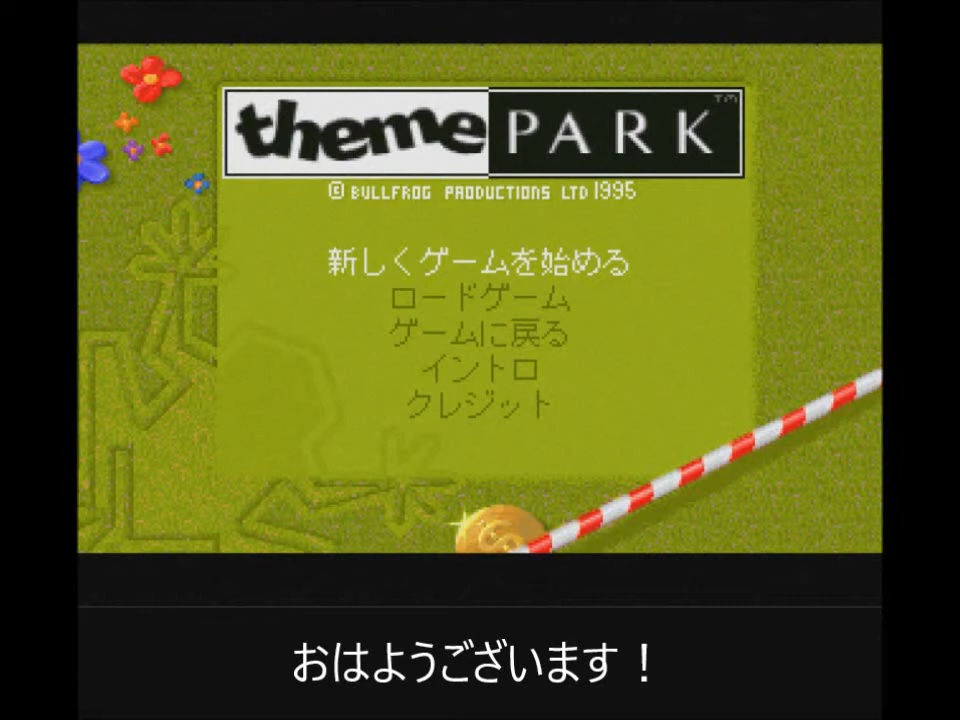 theme PARK™
© BULLFROG PRODUCTIONS LTD 1995
新しくゲームを始める
ロードゲーム
ゲームに戻る
イントロ
クレジット
おはようございます！